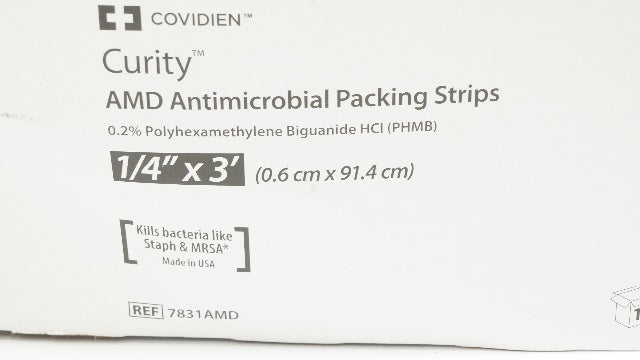 COVIDIEN™
Curity™
AMD Antimicrobial Packing Strips
0.2% Polyhexamethylene Biguanide HCl (PHMB)
1/4" x 3' (0.6 cm x 91.4 cm)
Kills bacteria like
Staph & MRSA*
Made in USA
REF 7831AMD